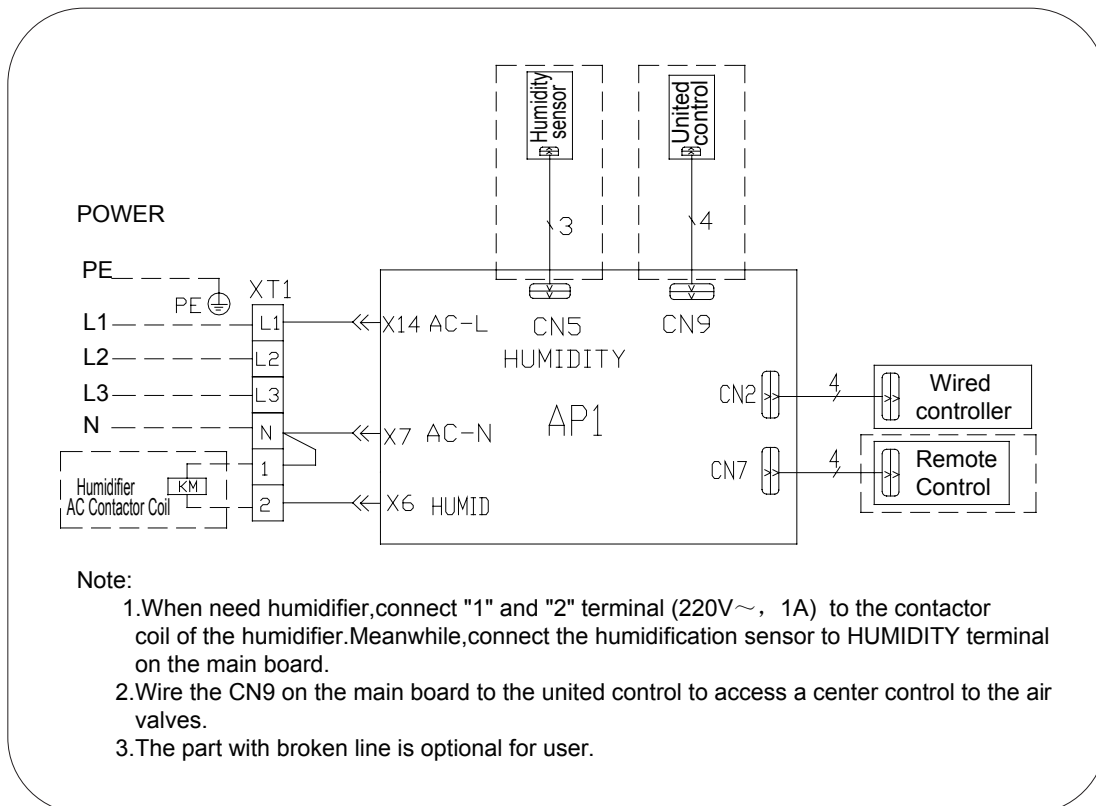 Humidity
sensor
United
control
3
4
POWER
PE
PE
XT1
L1
L1
X14 AC-L
CN5
CN9
HUMIDITY
L2
L2
L3
L3
CN2
4
Wired
controller
N
N
X7 AC-N
AP1
1
CN7
4
Remote
Control
Humidifier
AC Contactor Coil
KM
2
X6 HUMID
Note:
1.When need humidifier,connect "1" and "2" terminal (220V～, 1A) to the contactor
coil of the humidifier.Meanwhile,connect the humidification sensor to HUMIDITY terminal
on the main board.
2.Wire the CN9 on the main board to the united control to access a center control to the air
valves.
3.The part with broken line is optional for user.